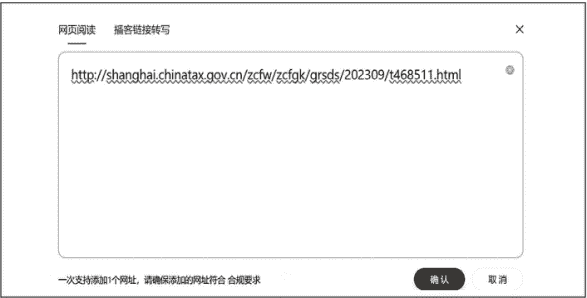 网页阅读 播客链接转写
http://shanghai.chinatax.gov.cn/zcfw/zcfgk/grsds/202309/t468511.html
一次支持添加1个网址，请确保添加的网址符合 合规要求
确认 取消